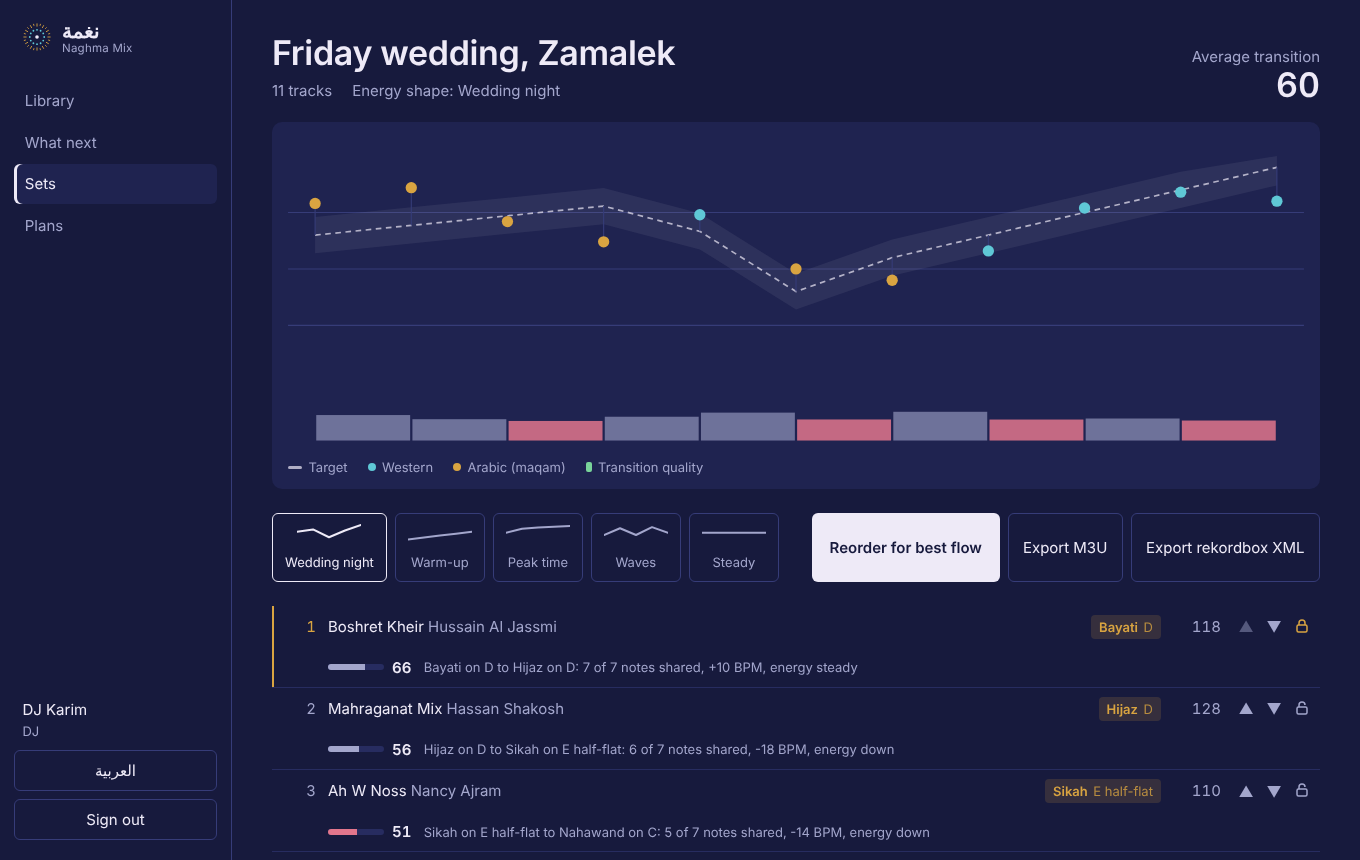 نغمة
Naghma Mix
Library
What next
Sets
Plans
DJ Karim
DJ
العربية
Sign out
Friday wedding, Zamalek
11 tracks Energy shape: Wedding night
Average transition
60
Target Western Arabic (maqam) Transition quality
Wedding night Warm-up Peak time Waves Steady
Reorder for best flow Export M3U Export rekordbox XML
1 Boshret Kheir Hussain Al Jassmi Bayati D 118
66 Bayati on D to Hijaz on D: 7 of 7 notes shared, +10 BPM, energy steady
2 Mahraganat Mix Hassan Shakosh Hijaz D 128
56 Hijaz on D to Sikah on E half-flat: 6 of 7 notes shared, -18 BPM, energy down
3 Ah W Noss Nancy Ajram Sikah E half-flat 110
51 Sikah on E half-flat to Nahawand on C: 5 of 7 notes shared, -14 BPM, energy down